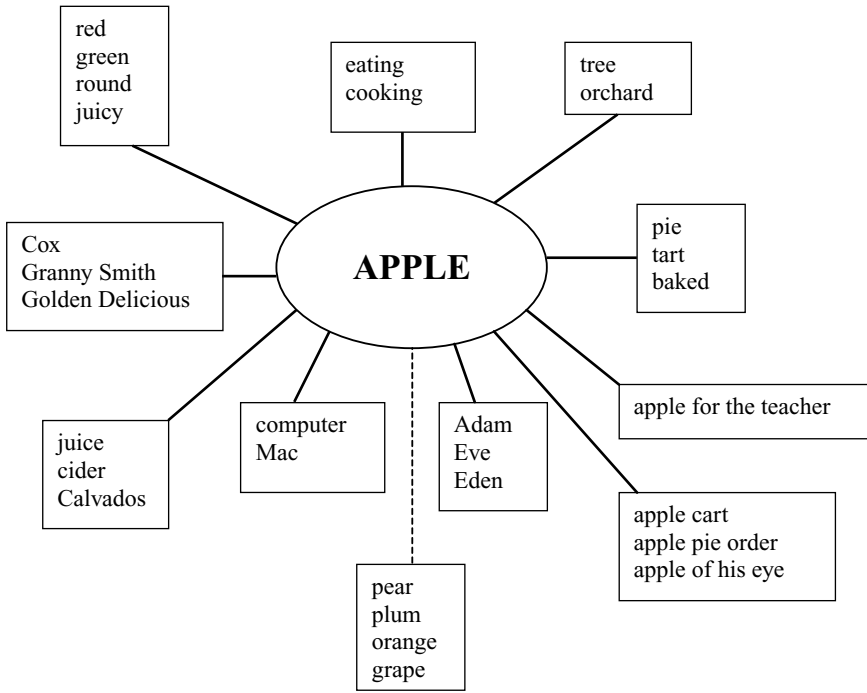 red
green
round
juicy
eating
cooking
tree
orchard
Cox
Granny Smith
Golden Delicious
APPLE
pie
tart
baked
juice
cider
Calvados
computer
Mac
Adam
Eve
Eden
apple for the teacher
apple cart
apple pie order
apple of his eye
pear
plum
orange
grape